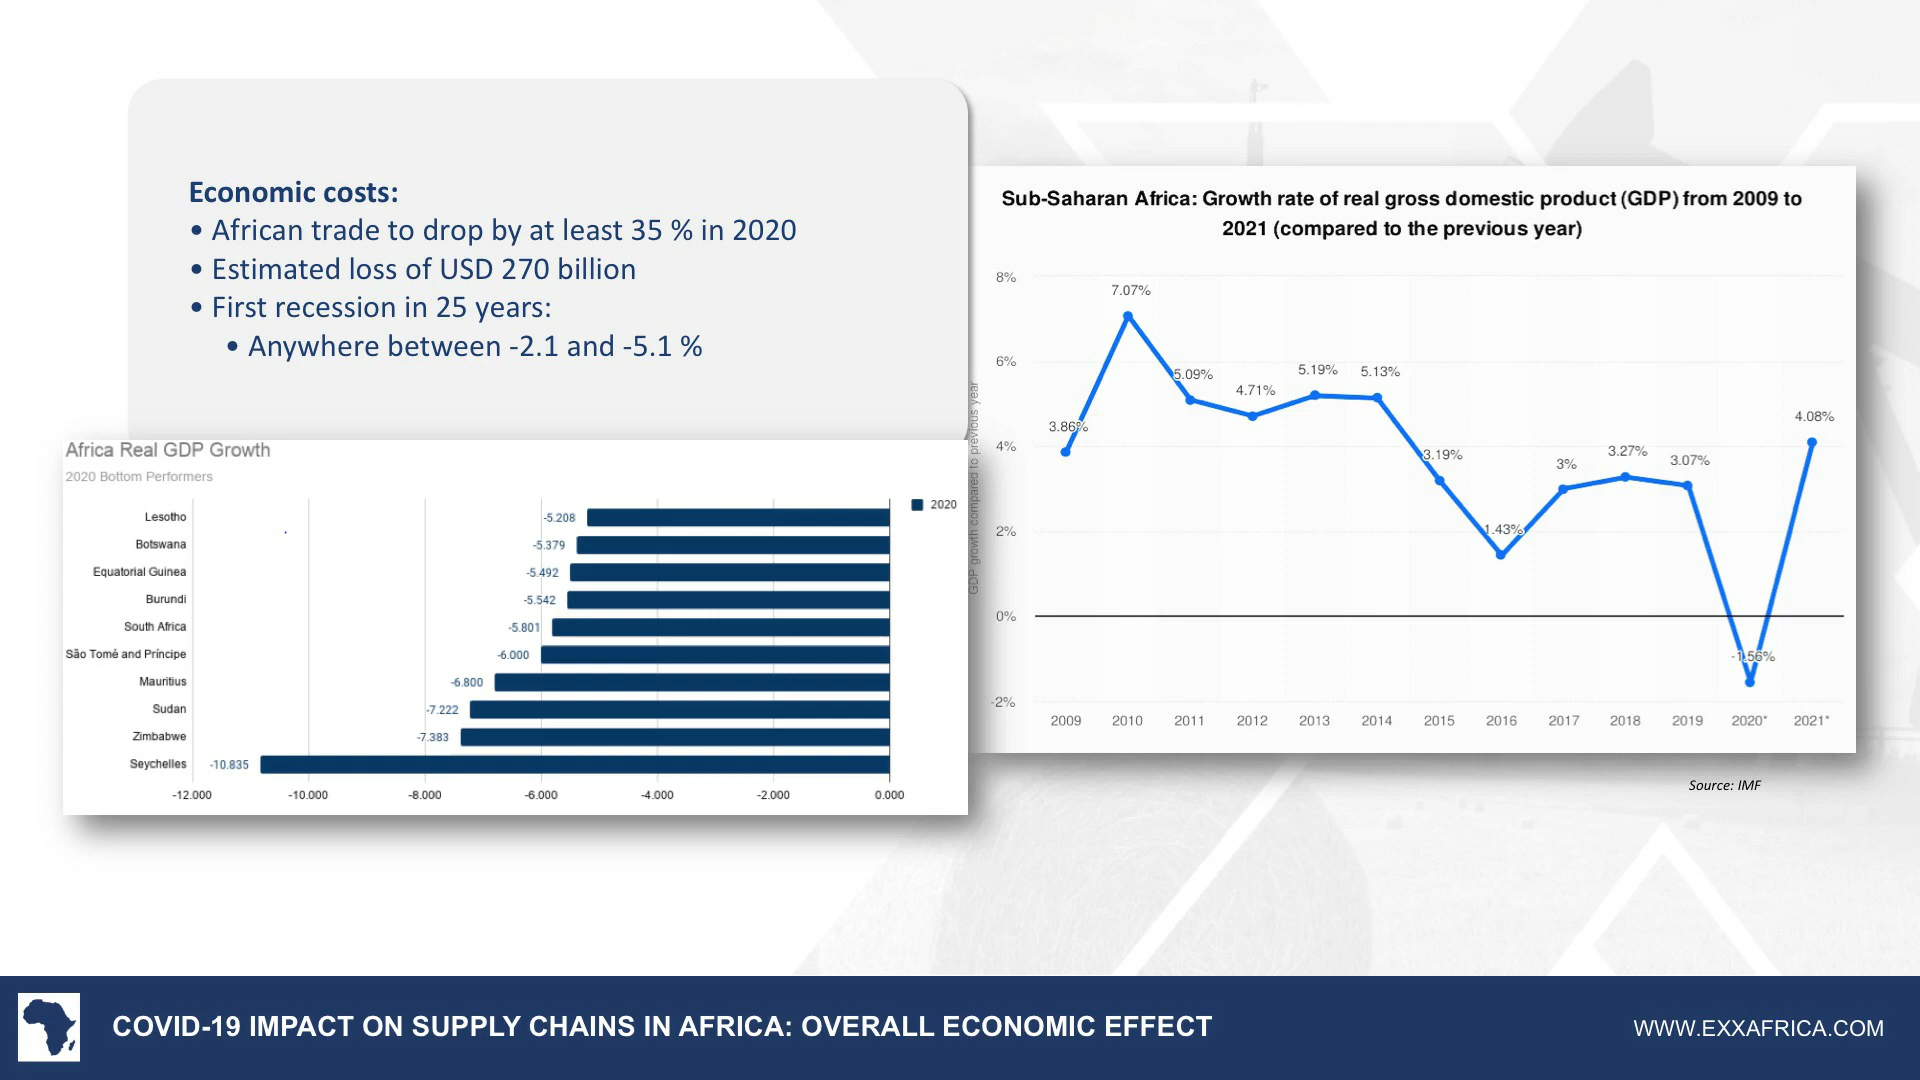 Economic costs:
• African trade to drop by at least 35 % in 2020
• Estimated loss of USD 270 billion
• First recession in 25 years:
• Anywhere between -2.1 and -5.1 %
Africa Real GDP Growth
2020 Bottom Performers
2020
Lesotho -5.208
Botswana -5.379
Equatorial Guinea -5.492
Burundi -5.542
South Africa -5.801
São Tomé and Príncipe -6.000
Mauritius -6.800
Sudan -7.222
Zimbabwe -7.383
Seychelles -10.835
-12.000 -10.000 -8.000 -6.000 -4.000 -2.000 0.000
Sub-Saharan Africa: Growth rate of real gross domestic product (GDP) from 2009 to
2021 (compared to the previous year)
GDP growth compared to previous year
8%
6%
4%
2%
0%
-2%
3.86%
7.07%
5.09%
4.71%
5.19%
5.13%
3.19%
1.43%
3%
3.27%
3.07%
-1.56%
4.08%
2009 2010 2011 2012 2013 2014 2015 2016 2017 2018 2019 2020* 2021*
Source: IMF
COVID-19 IMPACT ON SUPPLY CHAINS IN AFRICA: OVERALL ECONOMIC EFFECT
WWW.EXXAFRICA.COM